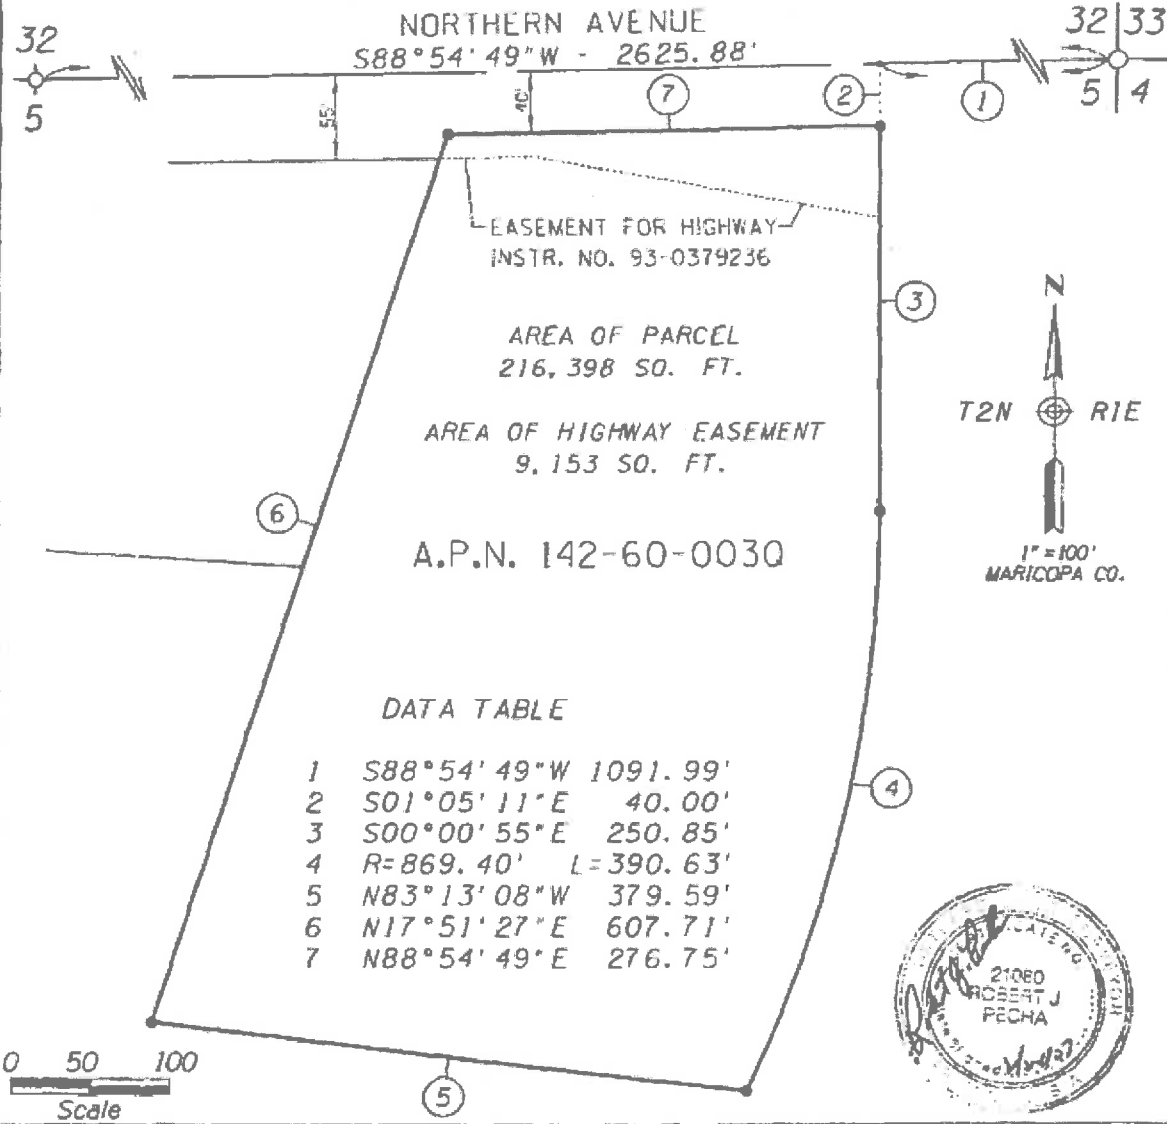 NORTHERN AVENUE
S88°54'49"W - 2625.88'
32
5
32 33
5 4
55'
40'
7
2
1
EASEMENT FOR HIGHWAY
INSTR. NO. 93-0379236
3
AREA OF PARCEL
216,398 SQ. FT.
N
T2N R1E
AREA OF HIGHWAY EASEMENT
9,153 SQ. FT.
6
A.P.N. 142-60-003Q
1"=100'
MARICOPA CO.
DATA TABLE
1 S88°54'49"W 1091.99'
2 S01°05'11"E 40.00'
3 S00°00'55"E 250.85'
4 R=869.40' L=390.63'
5 N83°13'08"W 379.59'
6 N17°51'27"E 607.71'
7 N88°54'49"E 276.75'
4
21080
ROBERT J
PECHA
0 50 100
Scale
5